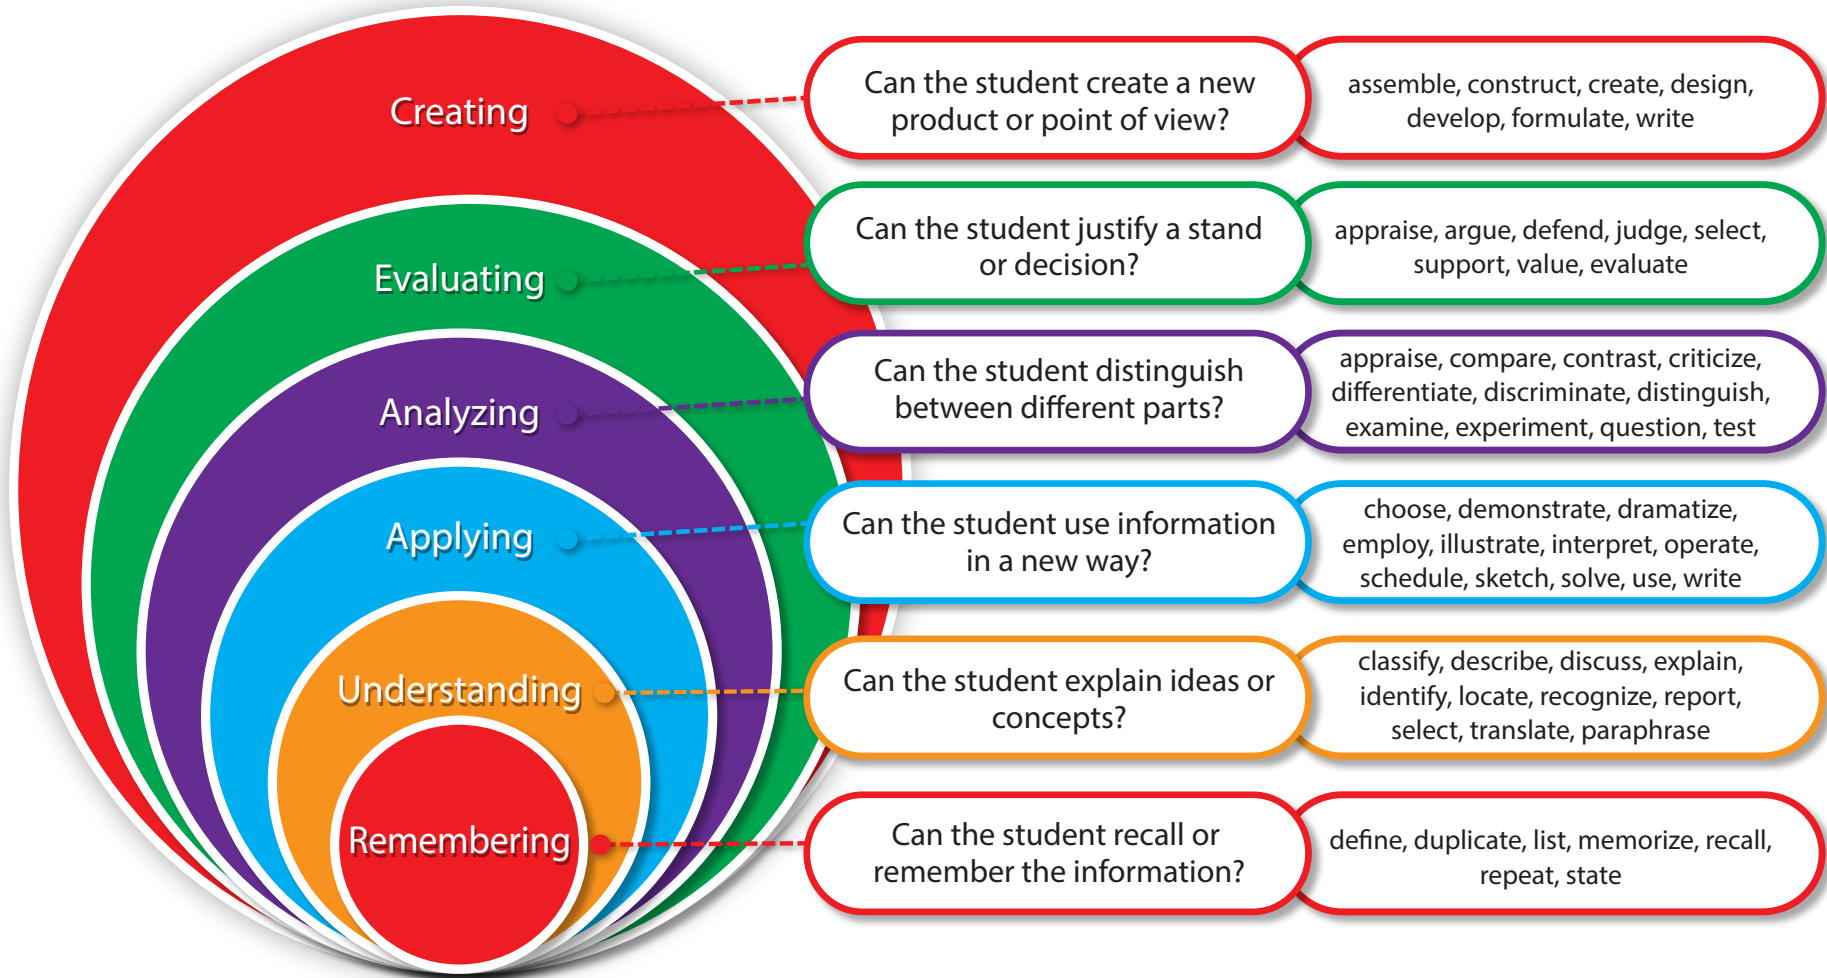 Creating
Can the student create a new
product or point of view?
assemble, construct, create, design,
develop, formulate, write
Evaluating
Can the student justify a stand
or decision?
appraise, argue, defend, judge, select,
support, value, evaluate
Analyzing
Can the student distinguish
between different parts?
appraise, compare, contrast, criticize,
differentiate, discriminate, distinguish,
examine, experiment, question, test
Applying
Can the student use information
in a new way?
choose, demonstrate, dramatize,
employ, illustrate, interpret, operate,
schedule, sketch, solve, use, write
Understanding
Can the student explain ideas or
concepts?
classify, describe, discuss, explain,
identify, locate, recognize, report,
select, translate, paraphrase
Remembering
Can the student recall or
remember the information?
define, duplicate, list, memorize, recall,
repeat, state